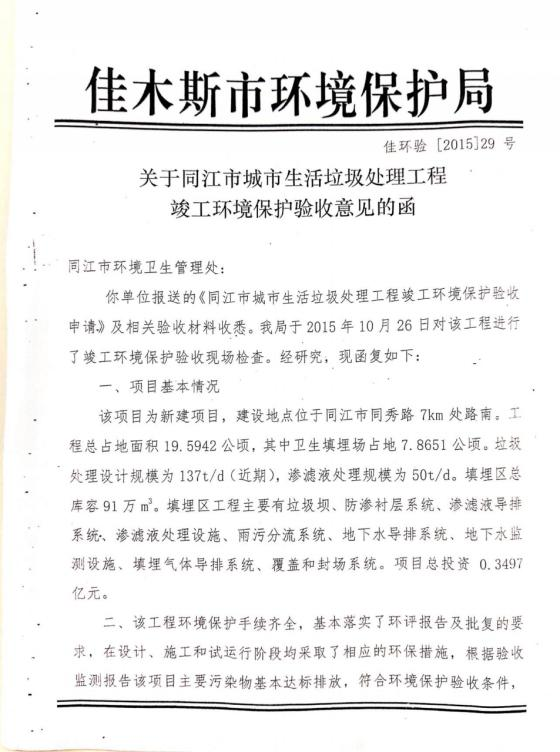 佳木斯市环境保护局
佳环验 [2015]29 号
关于同江市城市生活垃圾处理工程
竣工环境保护验收意见的函
同江市环境卫生管理处：
你单位报送的《同江市城市生活垃圾处理工程竣工环境保护验收
申请》及相关验收材料收悉。我局于 2015 年 10 月 26 日对该工程进行
了竣工环境保护验收现场检查。经研究，现函复如下：
一、项目基本情况
该项目为新建项目，建设地点位于同江市同秀路 7km 处路南。工
程总占地面积 19.5942 公顷，其中卫生填埋场占地 7.8651 公顷。垃圾
处理设计规模为 137t/d（近期），渗滤液处理规模为 50t/d。填埋区总
库容 91 万 m³。填埋区工程主要有垃圾坝、防渗衬层系统、渗滤液导排
系统、渗滤液处理设施、雨污分流系统、地下水导排系统、地下水监
测设施、填埋气体导排系统、覆盖和封场系统。项目总投资 0.3497
亿元。
二、该工程环境保护手续齐全，基本落实了环评报告及批复的要
求，在设计、施工和试运行阶段均采取了相应的环保措施，根据验收
监测报告该项目主要污染物基本达标排放，符合环境保护验收条件，